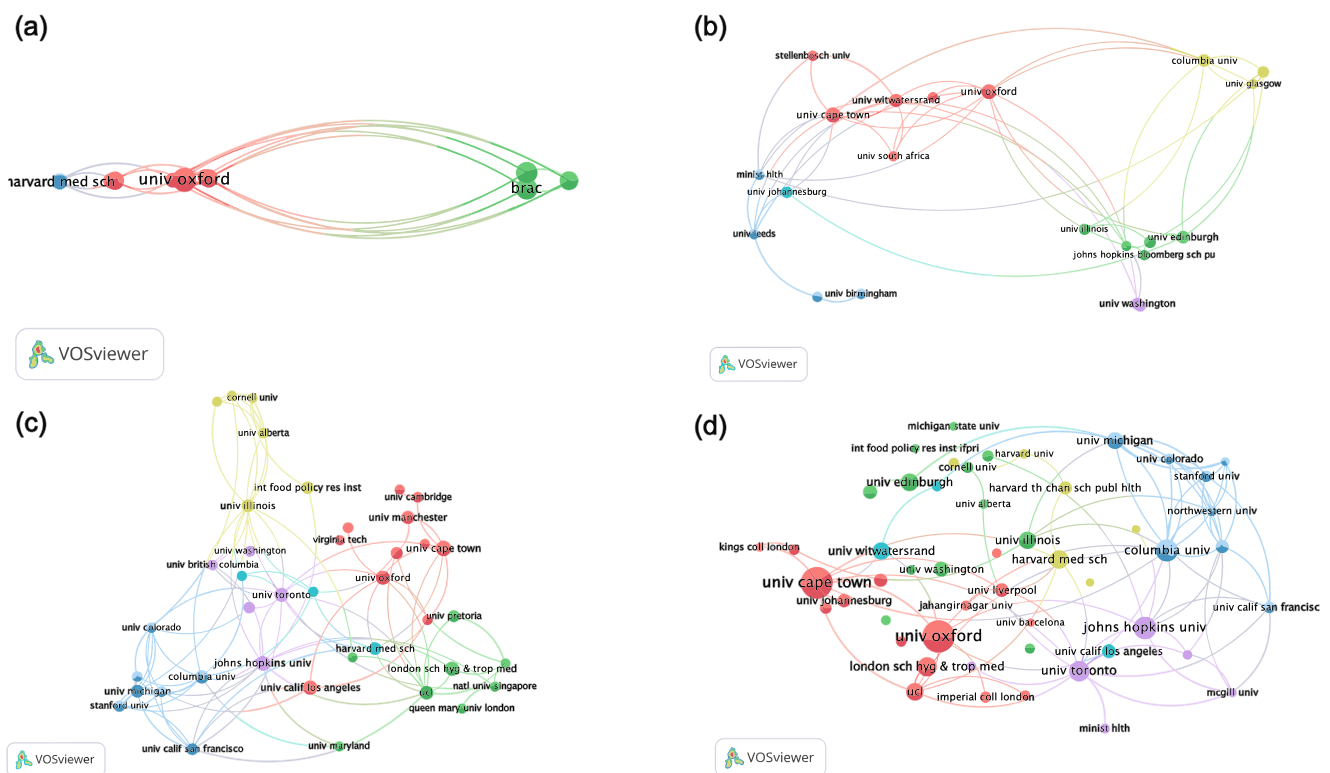 (a)
harvard med sch
univ oxford
brac
VOSviewer
(b)
stellenbosch univ
columbia univ
univ glasgow
univ oxford
univ witwatersrand
univ cape town
univ south africa
minist hlth
univ johannesburg
univ leeds
univ illinois
univ edinburgh
johns hopkins bloomberg sch pu
univ birmingham
univ washington
VOSviewer
(c)
cornell univ
univ alberta
int food policy res inst
univ illinois
univ cambridge
univ manchester
virginia tech
univ cape town
univ washington
univ british columbia
univ oxford
univ toronto
univ pretoria
univ calorado
harvard med sch
johns hopkins univ
london sch hyg & trop med
columbia univ
univ calif los angeles
natl univ singapore
univ michigan
ucl
stanford univ
queen mary univ london
univ calif san francisco
univ maryland
VOSviewer
(d)
michigan state univ
univ michigan
int food policy res inst ifpri
harvard univ
cornell univ
univ colorado
stanford univ
univ edinburgh
harvard th chan sch publ hlth
univ alberta
northwestern univ
univ illinois
kings coll london
univ witwatersrand
columbia univ
harvard med sch
univ washington
univ cape town
univ liverpool
univ johannesburg
jahangirnagar univ
univ calif san francisc
univ barcelona
johns hopkins univ
univ oxford
univ calif los angeles
london sch hyg & trop med
univ toronto
ucl
imperial coll london
mcgill univ
minist hlth
VOSviewer